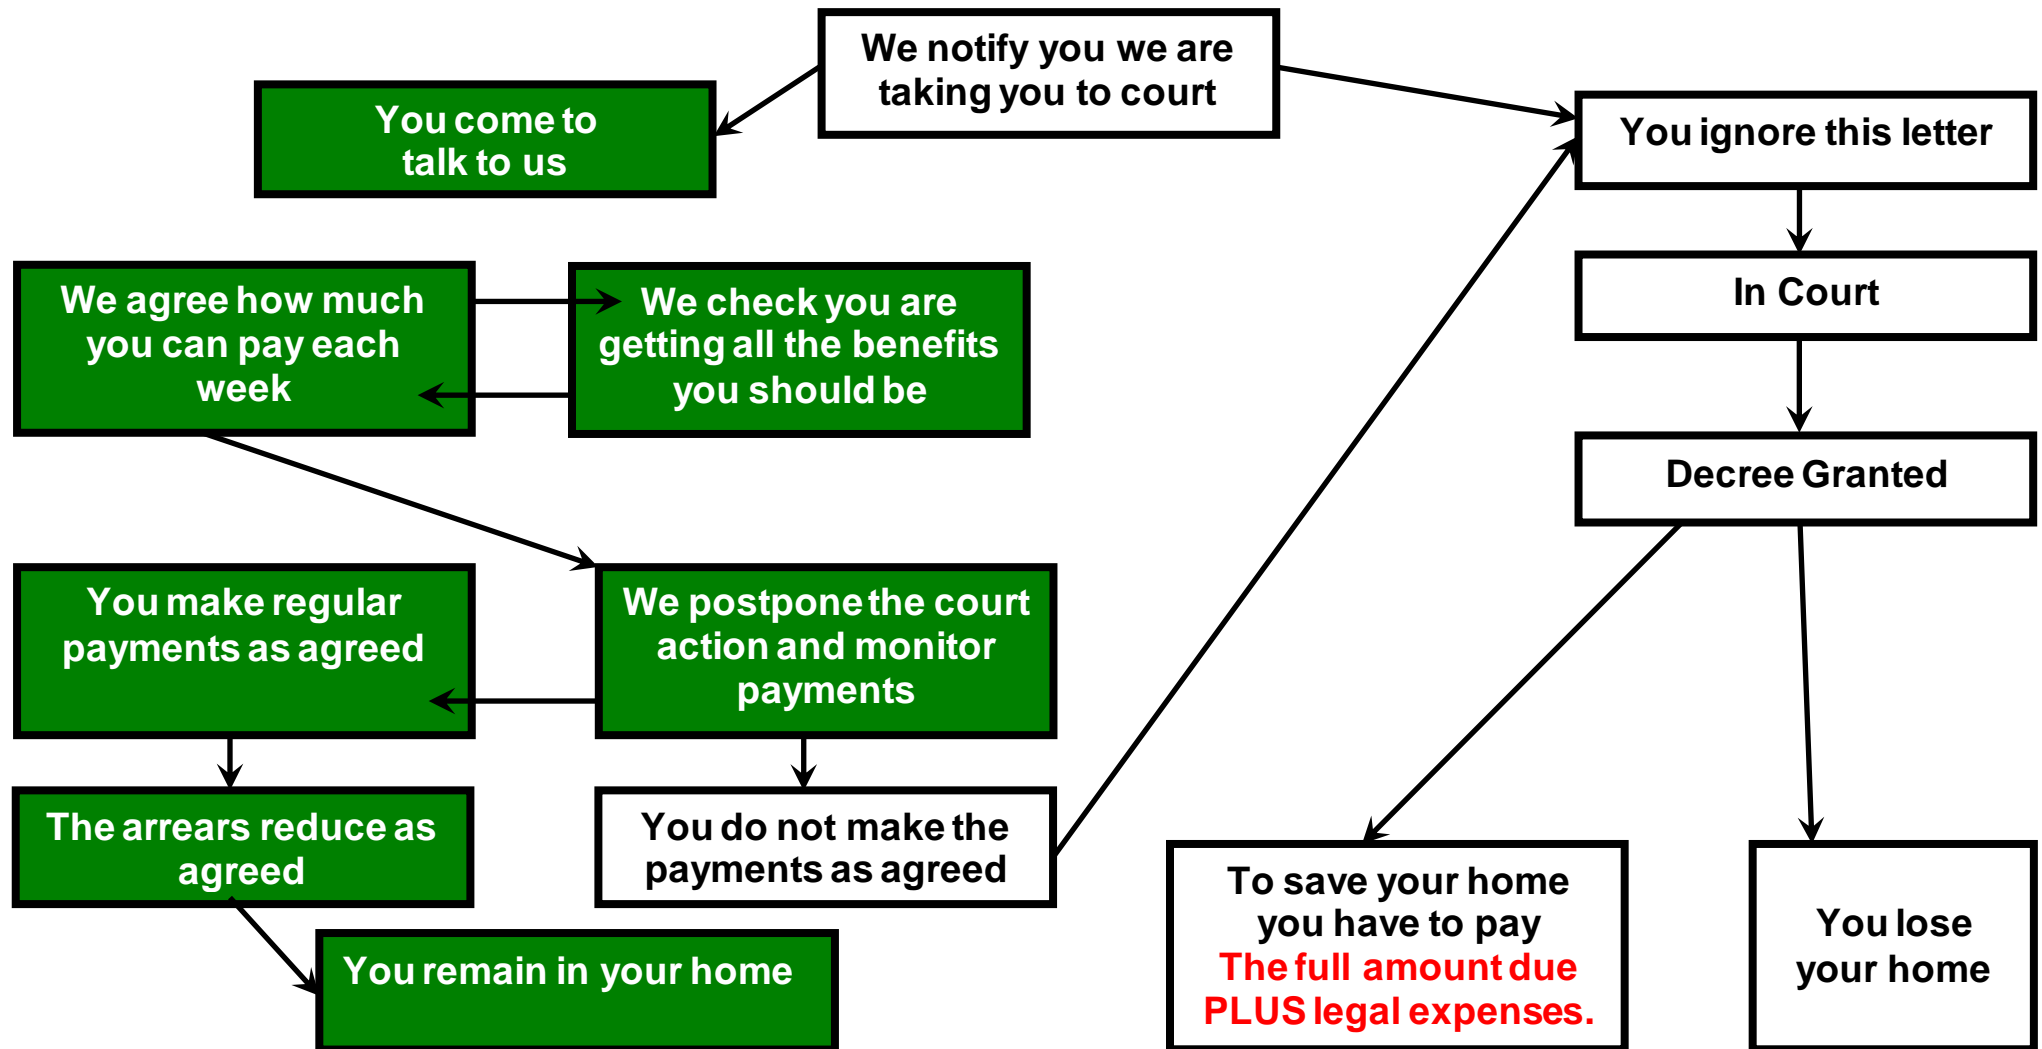 We notify you we are
taking you to court
You come to
talk to us
You ignore this letter
We agree how much
you can pay each
week
We check you are
getting all the benefits
you should be
In Court
Decree Granted
You make regular
payments as agreed
We postpone the court
action and monitor
payments
The arrears reduce as
agreed
You do not make the
payments as agreed
To save your home
you have to pay
The full amount due
PLUS legal expenses.
You lose
your home
You remain in your home